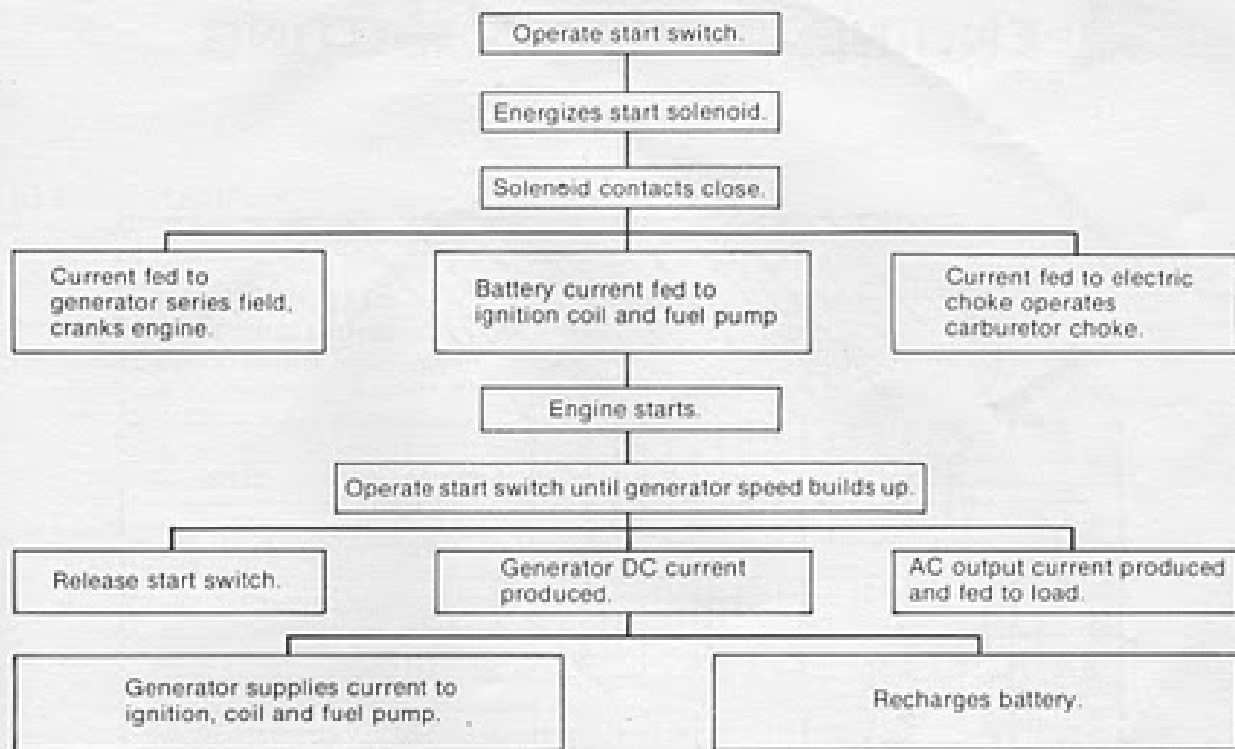 Operate start switch.
Energizes start solenoid.
Solenoid contacts close.
Current fed to
generator series field,
cranks engine.
Battery current fed to
ignition coil and fuel pump
Current fed to electric
choke operates
carburetor choke.
Engine starts.
Operate start switch until generator speed builds up.
Release start switch.
Generator DC current
produced.
AC output current produced
and fed to load.
Generator supplies current to
ignition, coil and fuel pump.
Recharges battery.